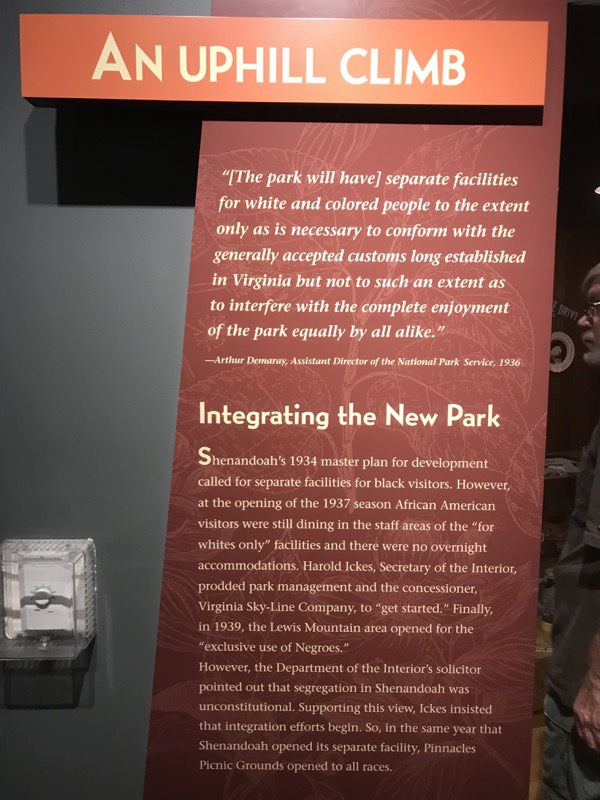 AN UPHILL CLIMB
“[The park will have] separate facilities
for white and colored people to the extent
only as is necessary to conform with the
generally accepted customs long established
in Virginia but not to such an extent as
to interfere with the complete enjoyment
of the park equally by all alike.”
—Arthur Demaray, Assistant Director of the National Park Service, 1936
Integrating the New Park
Shenandoah’s 1934 master plan for development
called for separate facilities for black visitors. However,
at the opening of the 1937 season African American
visitors were still dining in the staff areas of the “for
whites only” facilities and there were no overnight
accommodations. Harold Ickes, Secretary of the Interior,
prodded park management and the concessioner,
Virginia Sky-Line Company, to “get started.” Finally,
in 1939, the Lewis Mountain area opened for the
“exclusive use of Negroes.”
However, the Department of the Interior’s solicitor
pointed out that segregation in Shenandoah was
unconstitutional. Supporting this view, Ickes insisted
that integration efforts begin. So, in the same year that
Shenandoah opened its separate facility, Pinnacles
Picnic Grounds opened to all races.
DRIVE